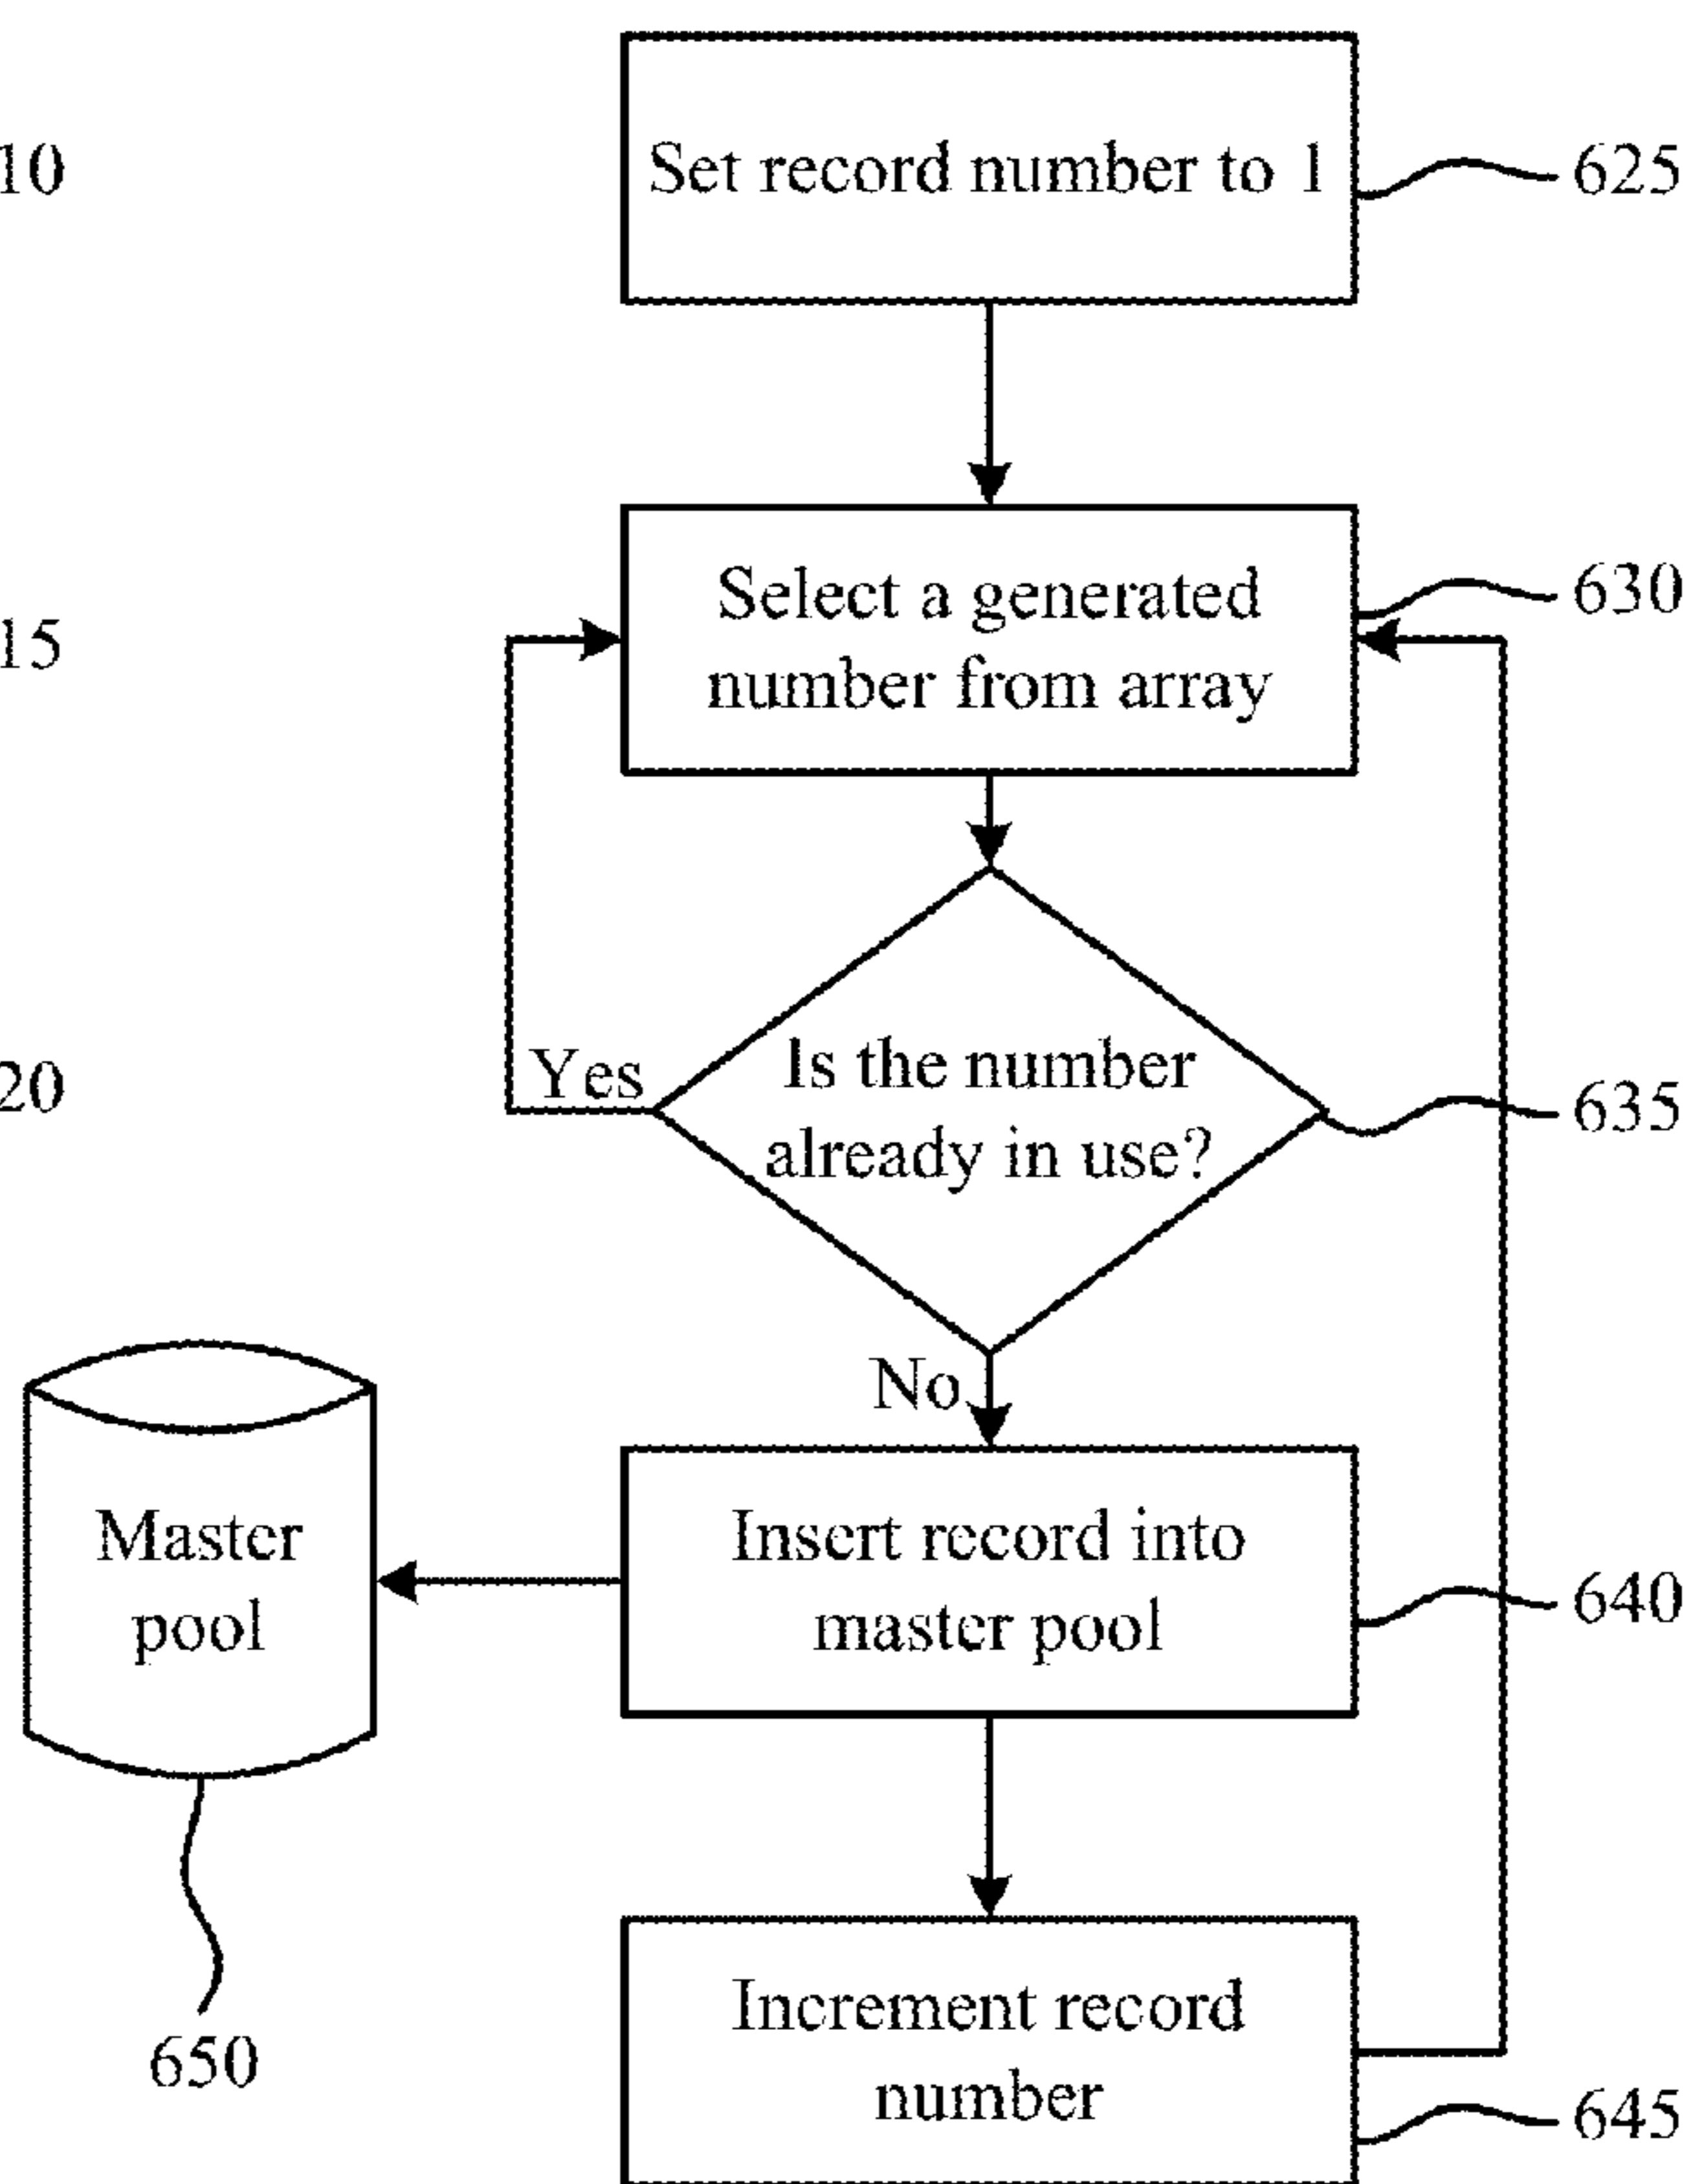 10
Set record number to 1
625
Select a generated
number from array
630
15
Is the number
already in use?
Yes
635
20
No
Master
pool
Insert record into
master pool
640
650
Increment record
number
645